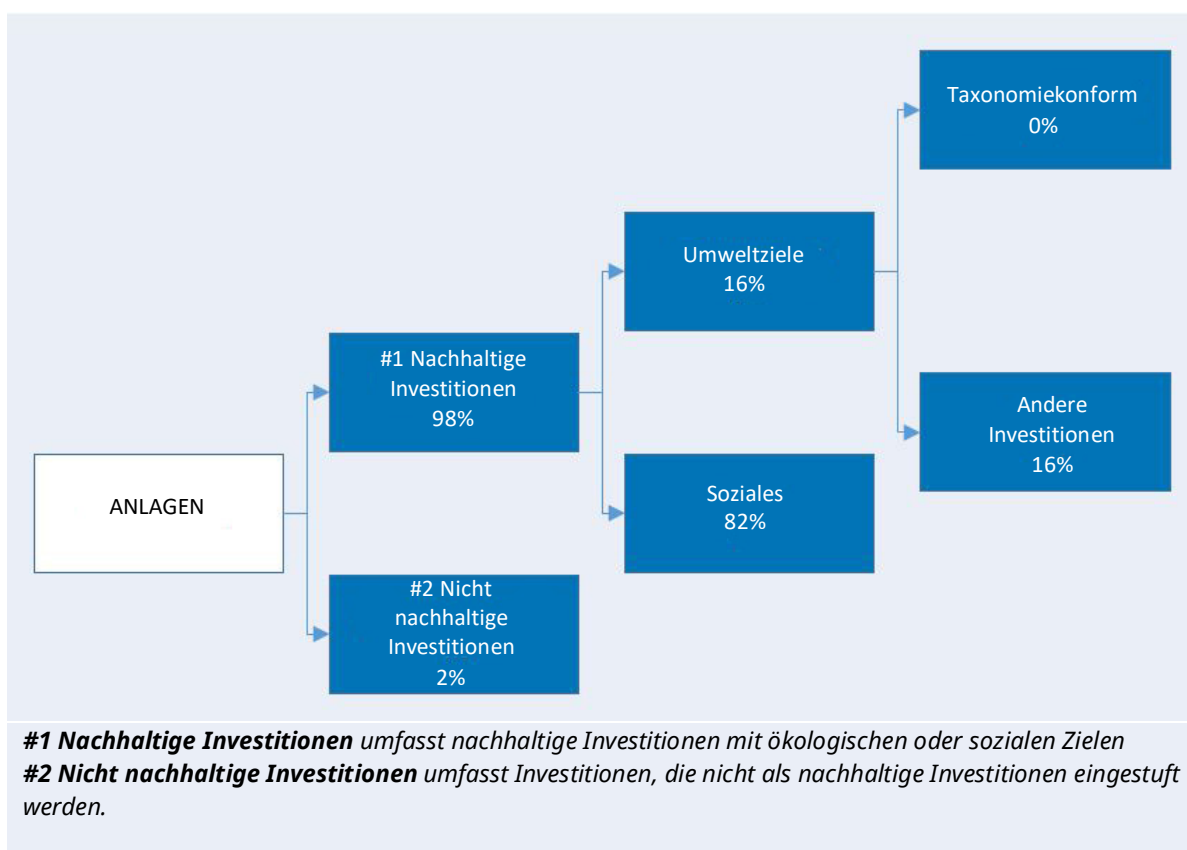 Taxonomiekonform
0%
Umweltziele
16%
#1 Nachhaltige
Investitionen
98%
Andere
Investitionen
16%
ANLAGEN
Soziales
82%
#2 Nicht
nachhaltige
Investitionen
2%
#1 Nachhaltige Investitionen umfasst nachhaltige Investitionen mit ökologischen oder sozialen Zielen
#2 Nicht nachhaltige Investitionen umfasst Investitionen, die nicht als nachhaltige Investitionen eingestuft
werden.